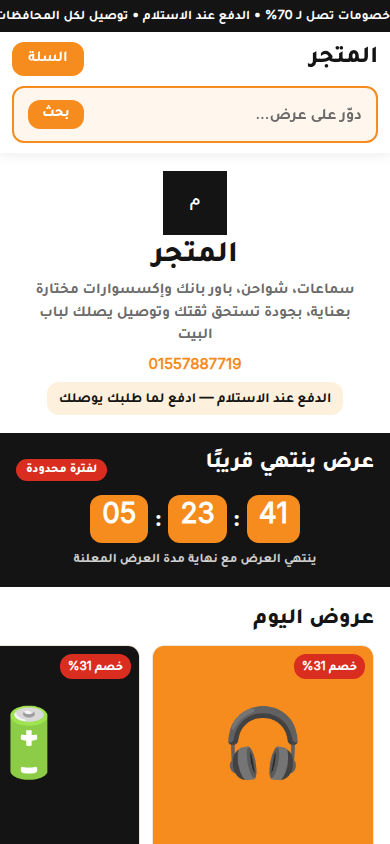 خصومات تصل لـ 70% • الدفع عند الاستلام • توصيل لكل المحافظات
المتجر
السلة
دوّر على عرض...
بحث
م
المتجر
سماعات، شواحن، باور بانك وإكسسوارات مختارة
بعناية، بجودة تستحق ثقتك وتوصيل يصلك لباب
البيت
01557887719
الدفع عند الاستلام — ادفع لما طلبك يوصلك
عرض ينتهي قريبًا
لفترة محدودة
05 : 23 : 41
ينتهي العرض مع نهاية مدة العرض المعلنة
عروض اليوم
خصم 31%
خصم 31%